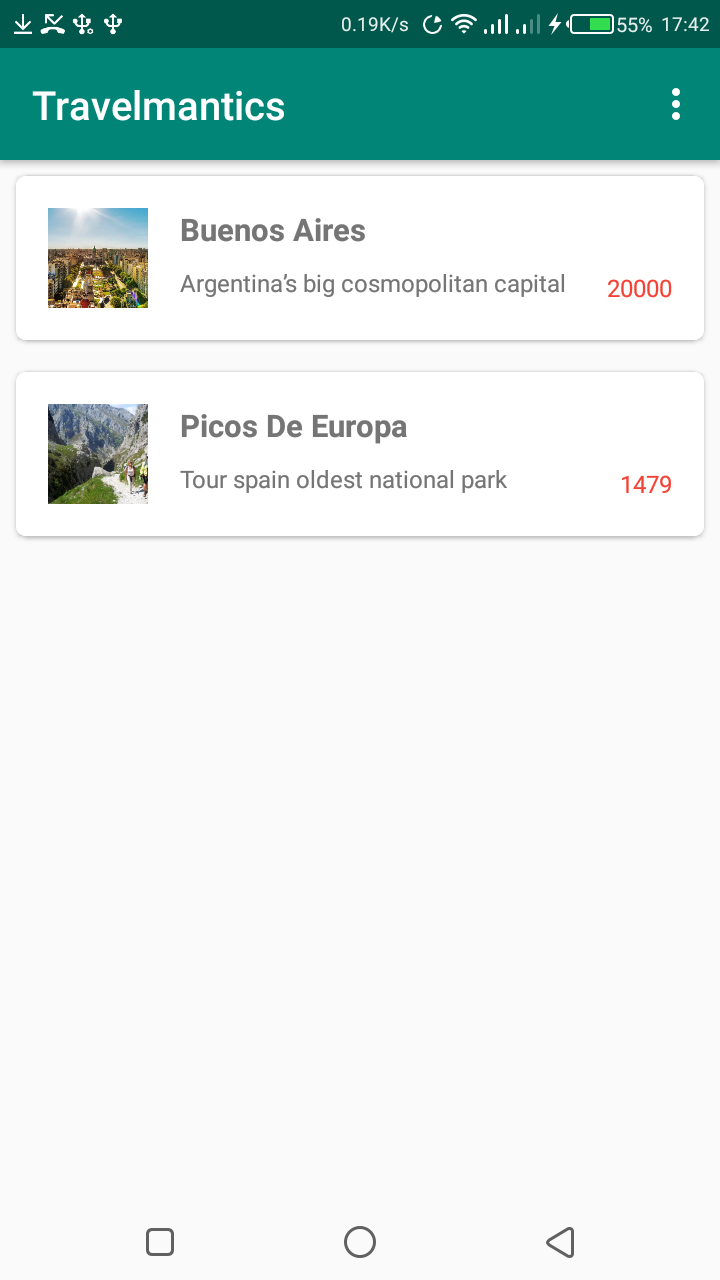 0.19K/s 55% 17:42
Travelmantics
Buenos Aires
Argentina’s big cosmopolitan capital 20000
Picos De Europa
Tour spain oldest national park 1479